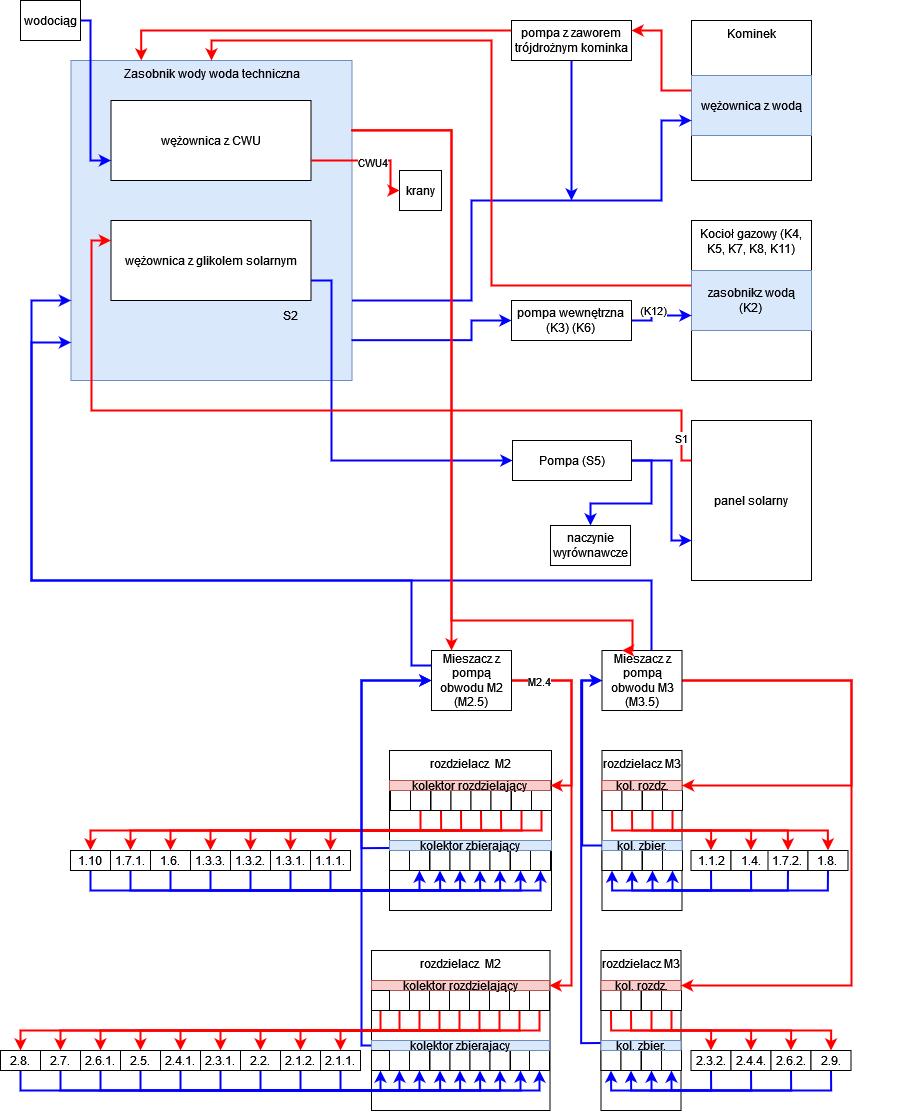 wodociąg
pompa z zaworem
trójdrożnym kominka
Kominek
wężownica z wodą
Zasobnik wody woda techniczna
wężownica z CWU
CWU4
krany
wężownica z glikolem solarnym
S2
Kocioł gazowy (K4,
K5, K7, K8, K11)
zasobnikz wodą
(K2)
pompa wewnętrzna
(K3) (K6)
(K12)
S1
Pompa (S5)
panel solarny
naczynie
wyrównawcze
Mieszacz z
pompą
obwodu M2
(M2.5)
M2.4
Mieszacz z
pompą
obwodu M3
(M3.5)
rozdzielacz M2
kolektor rozdzielający
kolektor zbierający
rozdzielacz M3
kol. rozdz.
kol. zbier.
1.10
1.7.1.
1.6.
1.3.3.
1.3.2.
1.3.1.
1.1.1.
1.1.2
1.4.
1.7.2.
1.8.
rozdzielacz M2
kolektor rozdzielający
kolektor zbierajacy
rozdzielacz M3
kol. rozdz.
kol. zbier.
2.8.
2.7.
2.6.1.
2.5.
2.4.1.
2.3.1.
2.2.
2.1.2.
2.1.1.
2.3.2.
2.4.4.
2.6.2.
2.9.